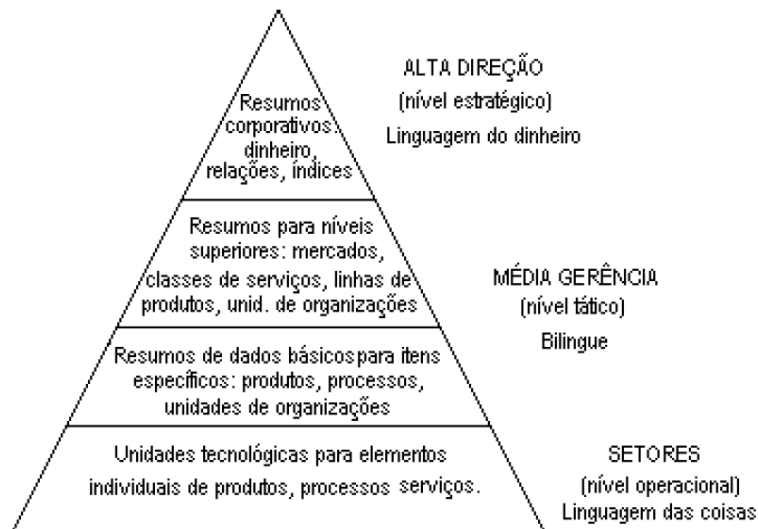 ALTA DIREÇÃO
(nível estratégico)
Linguagem do dinheiro
Resumos
corporativos:
dinheiro,
relações, índices
Resumos para níveis
superiores: mercados,
classes de serviços, linhas de
produtos, unid. de organizações
MÉDIA GERÊNCIA
(nível tático)
Bilingue
Resumos de dados básicos para itens
específicos: produtos, processos,
unidades de organizações
Unidades tecnológicas para elementos
individuais de produtos, processos serviços.
SETORES
(nível operacional)
Linguagem das coisas